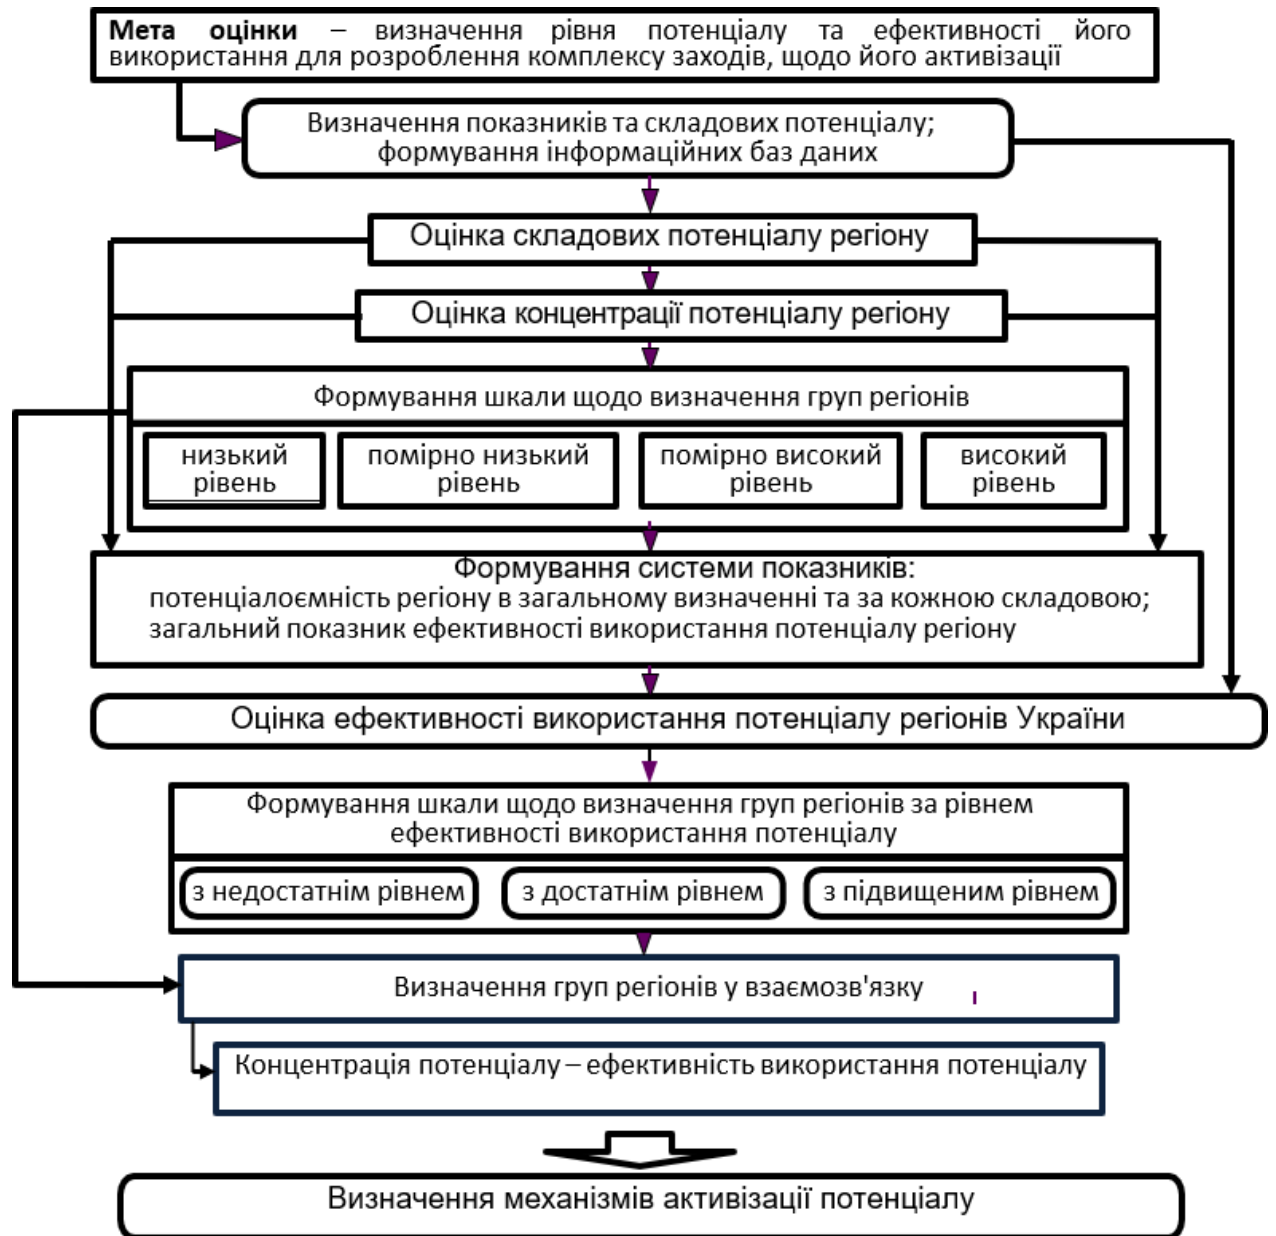 Мета оцінки – визначення рівня потенціалу та ефективності його
використання для розроблення комплексу заходів, щодо його активізації
Визначення показників та складових потенціалу;
формування інформаційних баз даних
Оцінка складових потенціалу регіону
Оцінка концентрації потенціалу регіону
Формування шкали щодо визначення груп регіонів
низький
рівень
помірно низький
рівень
помірно високий
рівень
високий
рівень
Формування системи показників:
потенціалоємність регіону в загальному визначенні та за кожною складовою;
загальний показник ефективності використання потенціалу регіону
Оцінка ефективності використання потенціалу регіонів України
Формування шкали щодо визначення груп регіонів за рівнем
ефективності використання потенціалу
з недостатнім рівнем
з достатнім рівнем
з підвищеним рівнем
Визначення груп регіонів у взаємозв'язку
Концентрація потенціалу – ефективність використання потенціалу
Визначення механізмів активізації потенціалу